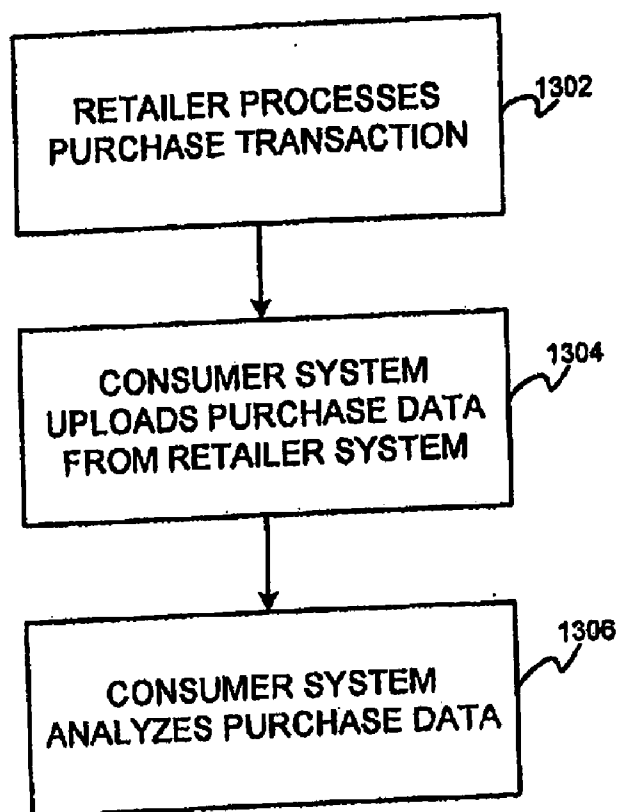 RETAILER PROCESSES
PURCHASE TRANSACTION
1302
CONSUMER SYSTEM
UPLOADS PURCHASE DATA
FROM RETAILER SYSTEM
1304
CONSUMER SYSTEM
ANALYZES PURCHASE DATA
1306